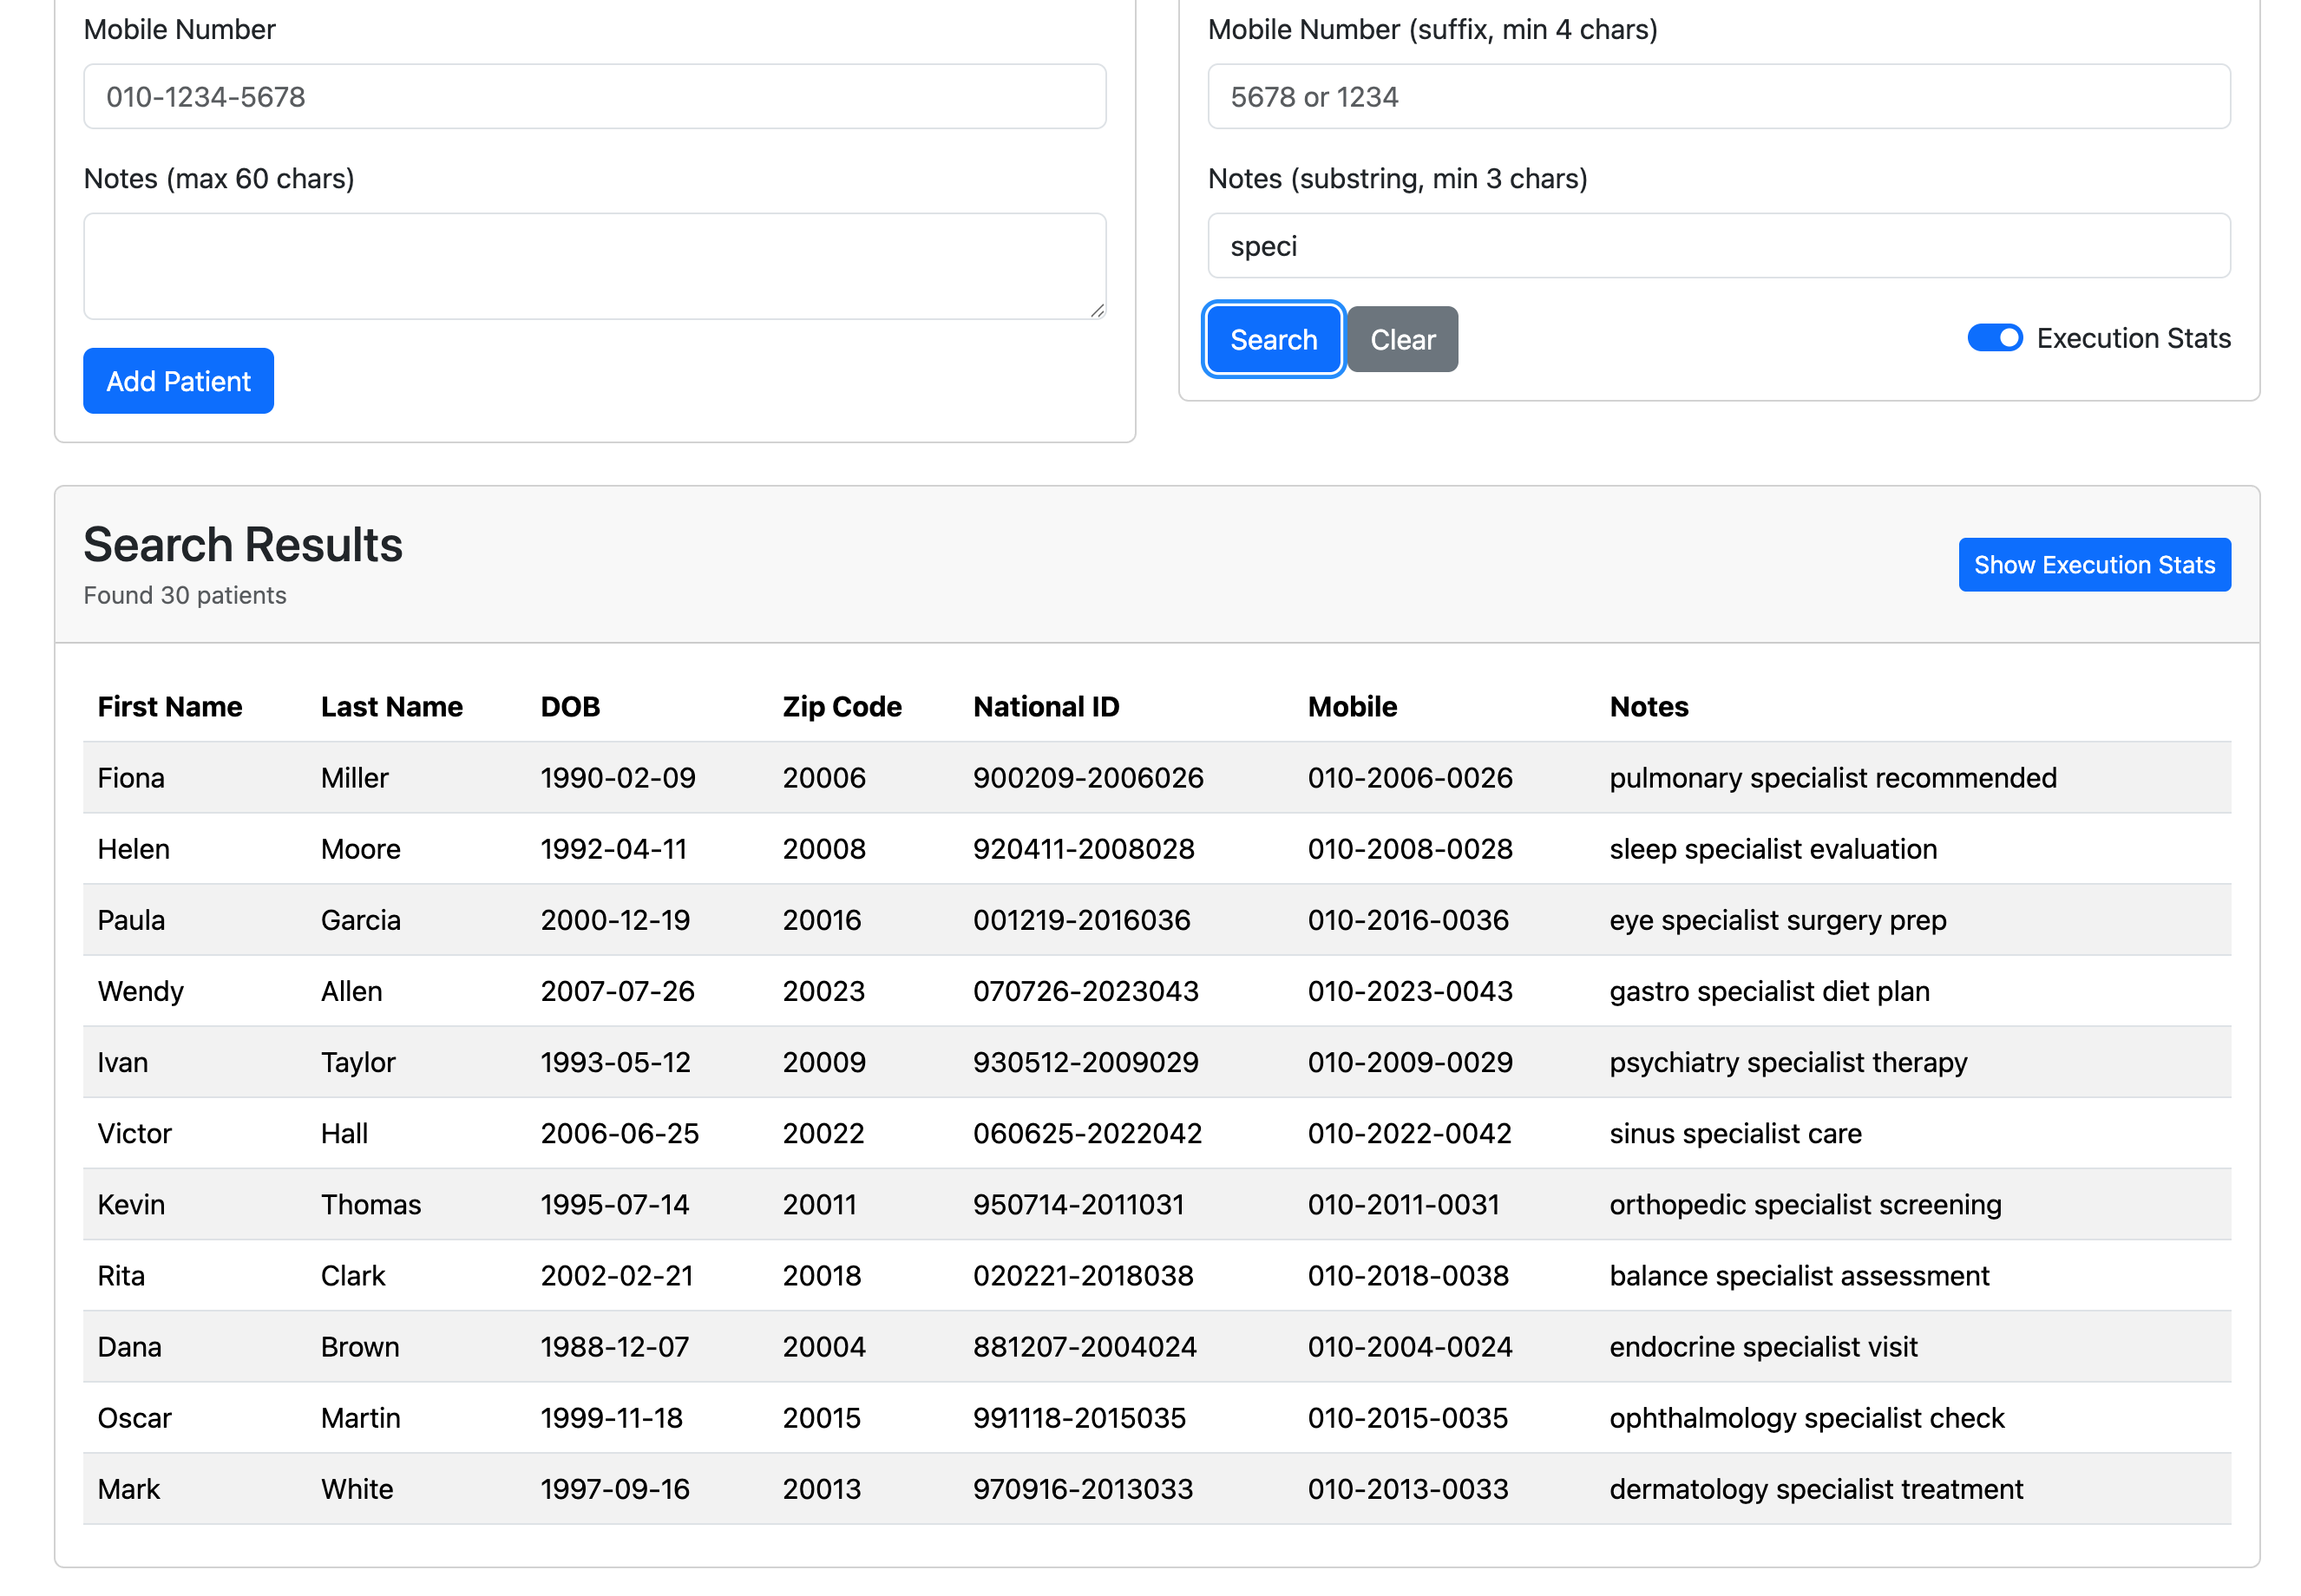 Mobile Number
010-1234-5678
Notes (max 60 chars)
Add Patient
Mobile Number (suffix, min 4 chars)
5678 or 1234
Notes (substring, min 3 chars)
speci
Search Clear Execution Stats
Search Results
Found 30 patients
Show Execution Stats
First Name Last Name DOB Zip Code National ID Mobile Notes
Fiona Miller 1990-02-09 20006 900209-2006026 010-2006-0026 pulmonary specialist recommended
Helen Moore 1992-04-11 20008 920411-2008028 010-2008-0028 sleep specialist evaluation
Paula Garcia 2000-12-19 20016 001219-2016036 010-2016-0036 eye specialist surgery prep
Wendy Allen 2007-07-26 20023 070726-2023043 010-2023-0043 gastro specialist diet plan
Ivan Taylor 1993-05-12 20009 930512-2009029 010-2009-0029 psychiatry specialist therapy
Victor Hall 2006-06-25 20022 060625-2022042 010-2022-0042 sinus specialist care
Kevin Thomas 1995-07-14 20011 950714-2011031 010-2011-0031 orthopedic specialist screening
Rita Clark 2002-02-21 20018 020221-2018038 010-2018-0038 balance specialist assessment
Dana Brown 1988-12-07 20004 881207-2004024 010-2004-0024 endocrine specialist visit
Oscar Martin 1999-11-18 20015 991118-2015035 010-2015-0035 ophthalmology specialist check
Mark White 1997-09-16 20013 970916-2013033 010-2013-0033 dermatology specialist treatment